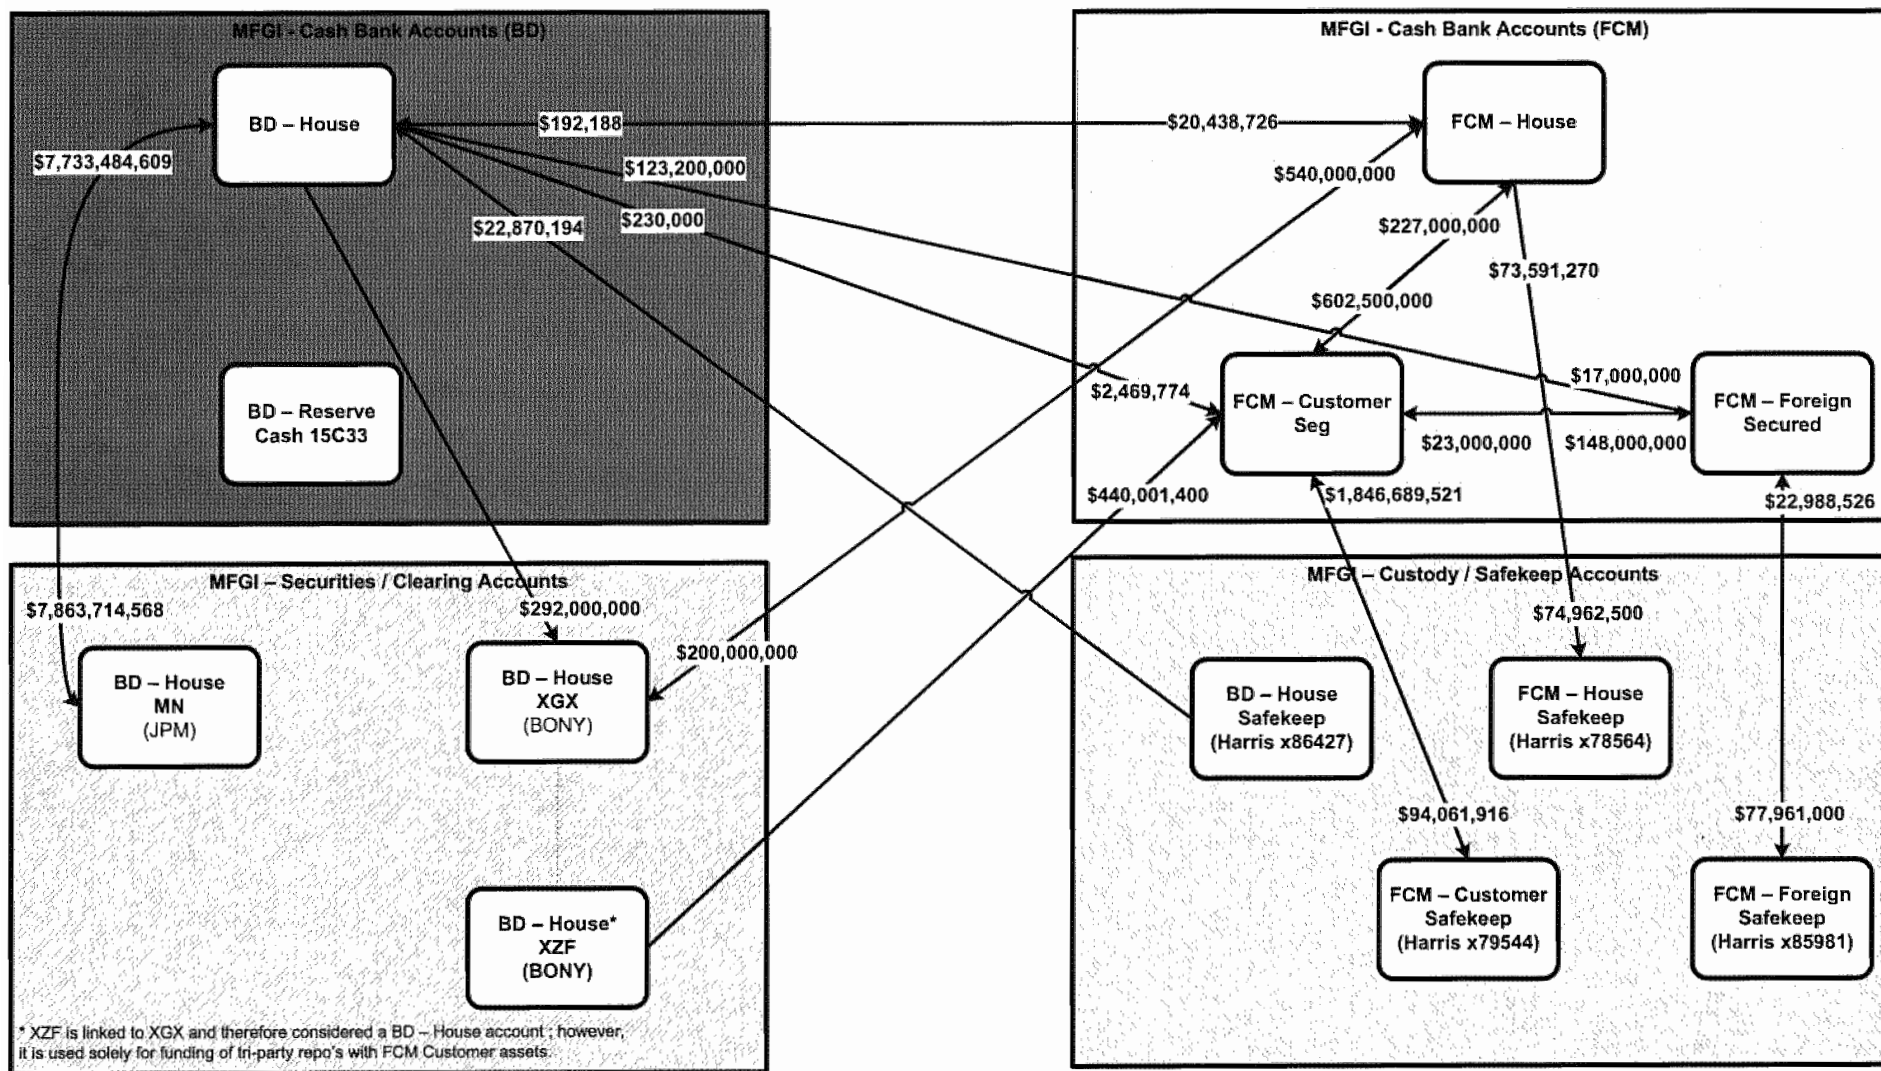 MFGI - Cash Bank Accounts (BD)
BD – House
$192,188
$7,733,484,609
$123,200,000
$230,000
$22,870,194
BD – Reserve
Cash 15C33
MFGI - Cash Bank Accounts (FCM)
FCM – House
$20,438,726
$540,000,000
$227,000,000
$73,591,270
$602,500,000
$17,000,000
$2,469,774
FCM – Customer
Seg
FCM – Foreign
Secured
$23,000,000
$148,000,000
$440,001,400
$1,846,689,521
$22,988,526
MFGI – Securities / Clearing Accounts
$7,863,714,568
$292,000,000
$200,000,000
BD – House
MN
(JPM)
BD – House
XGX
(BONY)
BD – House*
XZF
(BONY)
* XZF is linked to XGX and therefore considered a BD – House account ; however,
it is used solely for funding of tri-party repo's with FCM Customer assets.
MFGI – Custody / Safekeep Accounts
$74,962,500
BD – House
Safekeep
(Harris x86427)
FCM – House
Safekeep
(Harris x78564)
$94,061,916
$77,961,000
FCM – Customer
Safekeep
(Harris x79544)
FCM – Foreign
Safekeep
(Harris x85981)